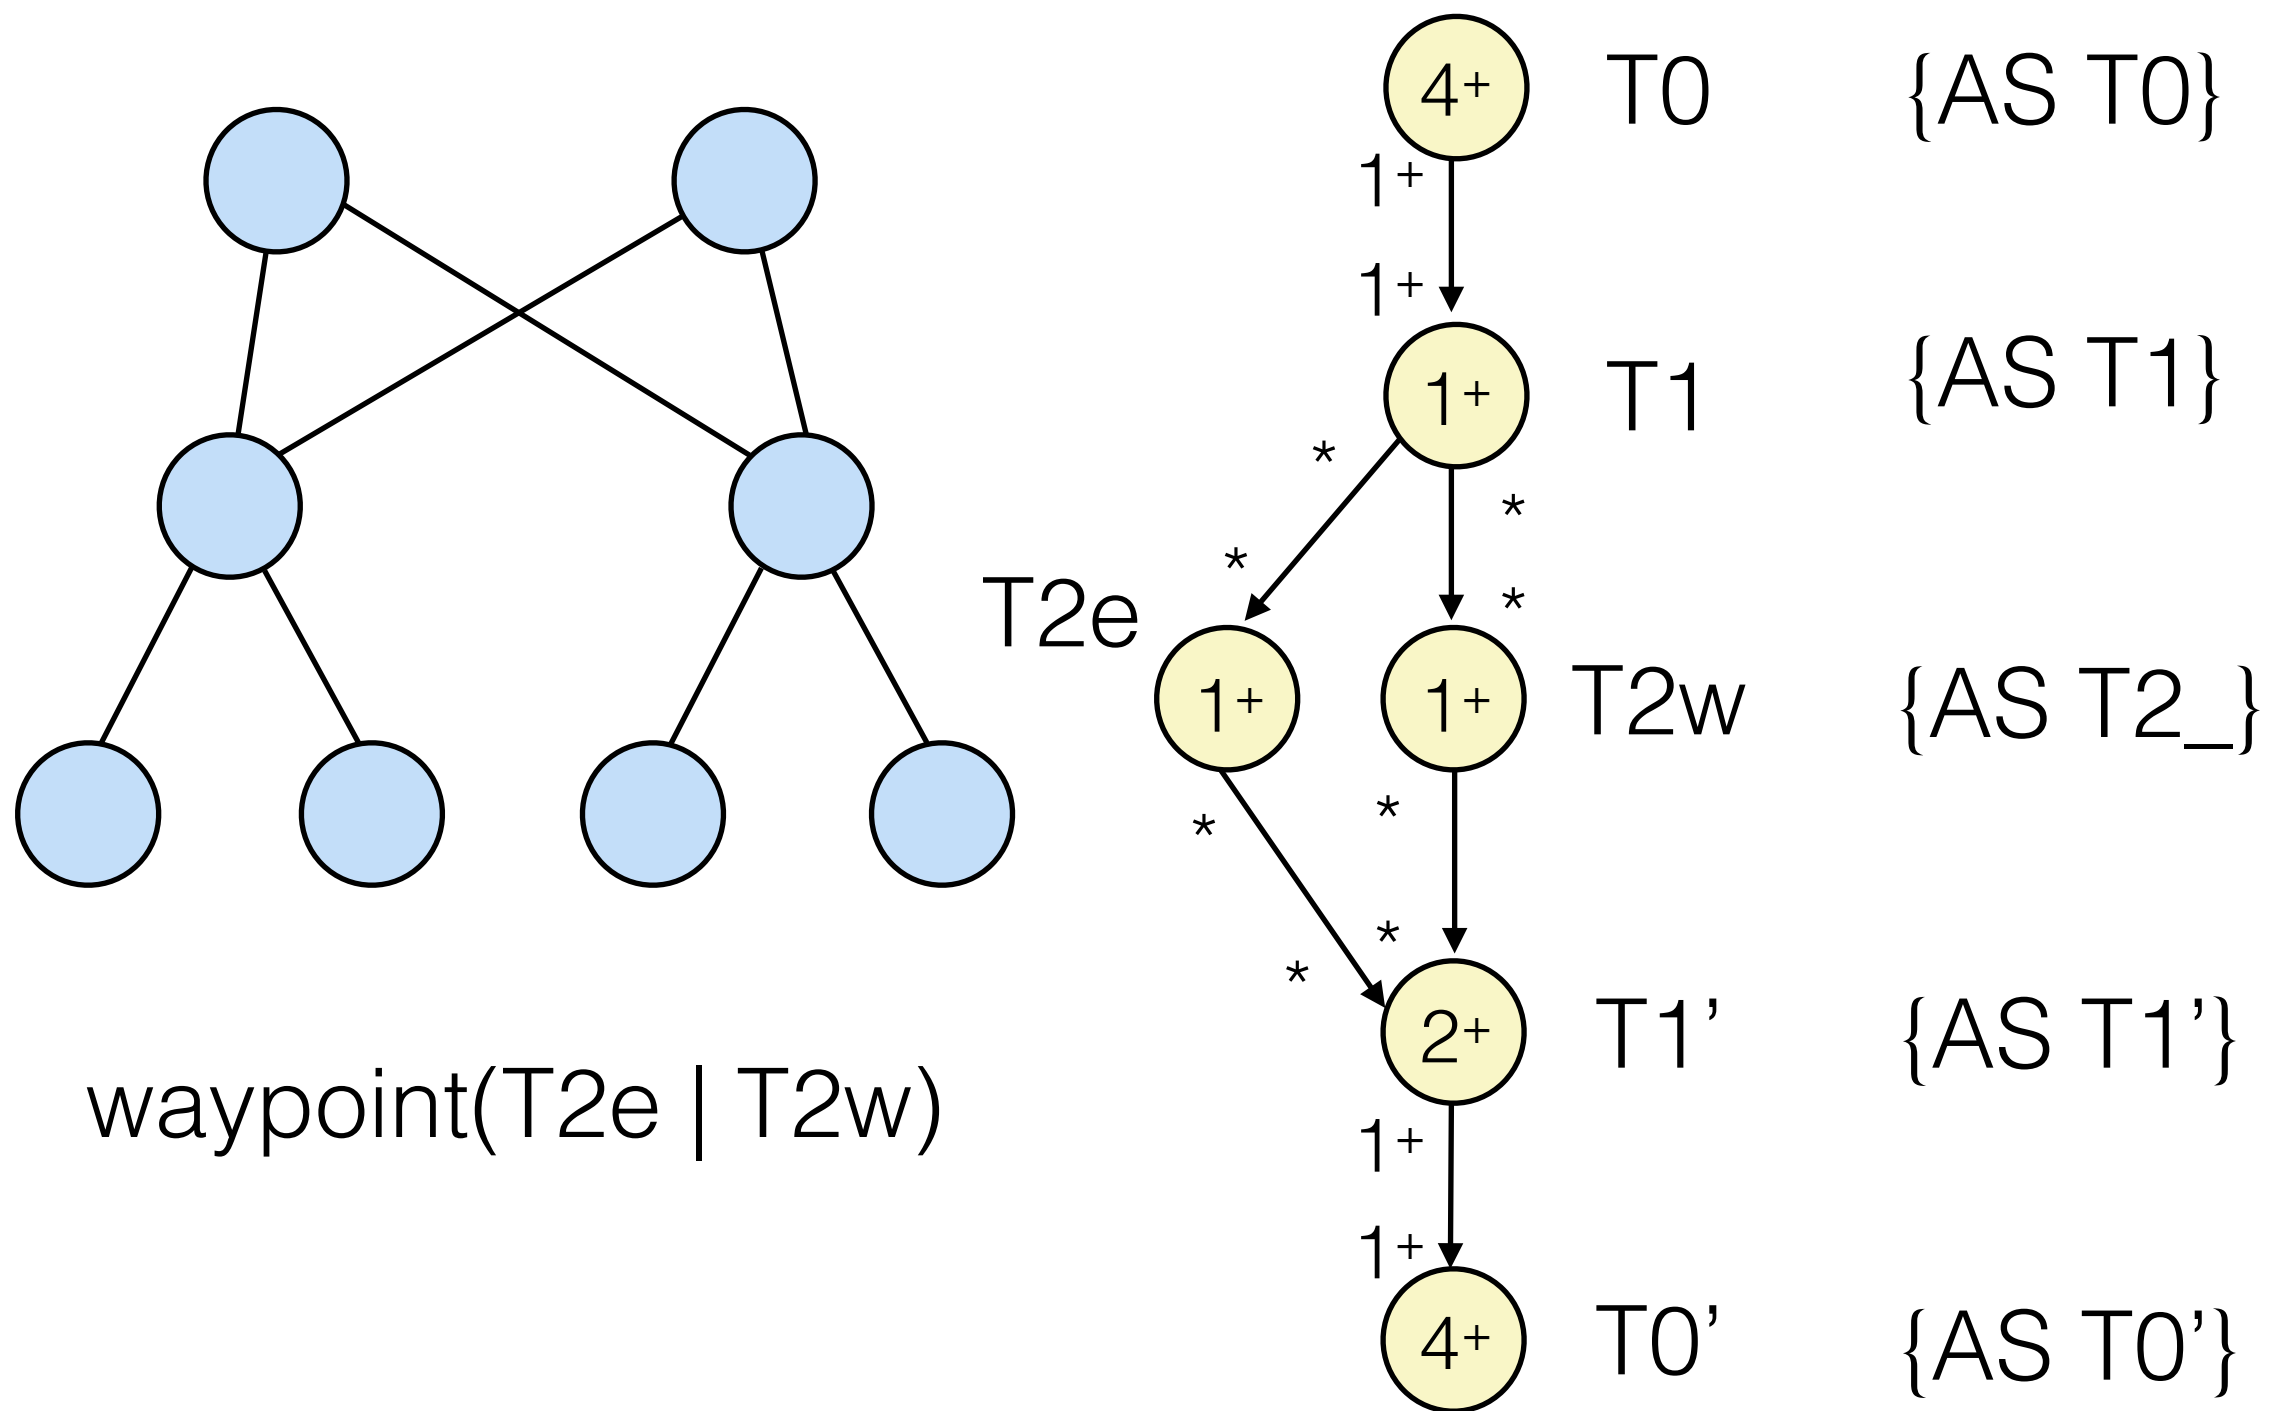 4+ T0 {AS T0}
1+
1+
1+ T1 {AS T1}
* *
* *
T2e
1+ 1+ T2w {AS T2_}
* *
* *
2+ T1’ {AS T1’}
waypoint(T2e | T2w)
1+
1+
4+ T0’ {AS T0’}